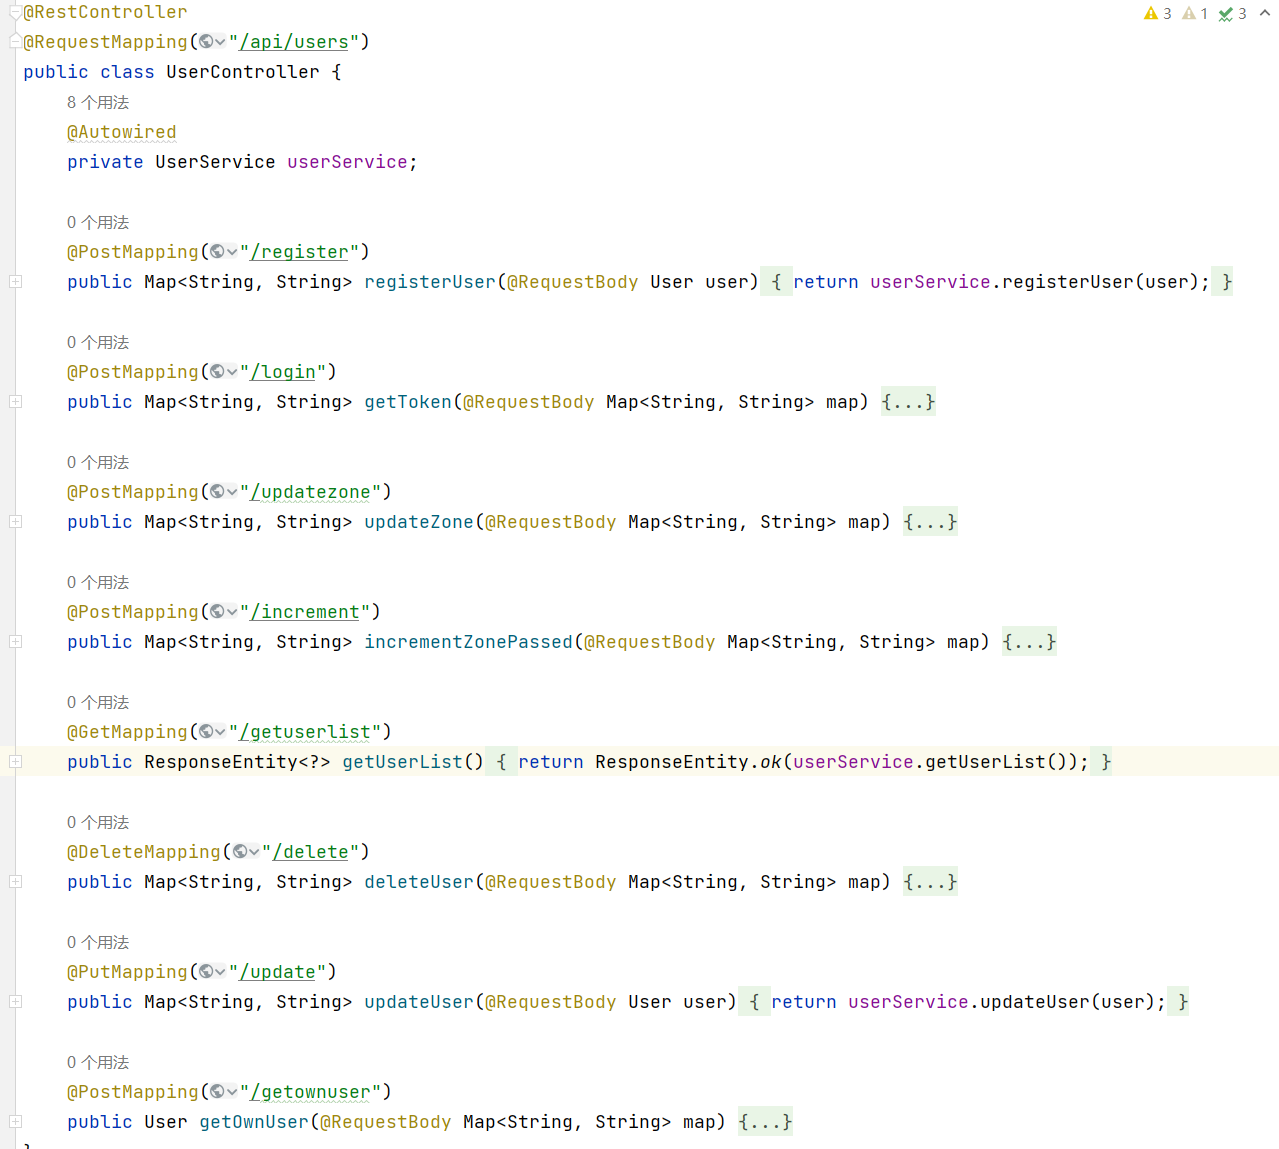 @RestController
3 1 3
@RequestMapping("/api/users")
public class UserController {
8 个用法
@Autowired
private UserService userService;
0 个用法
@PostMapping("/register")
public Map<String, String> registerUser(@RequestBody User user) { return userService.registerUser(user); }
0 个用法
@PostMapping("/login")
public Map<String, String> getToken(@RequestBody Map<String, String> map) {...}
0 个用法
@PostMapping("/updatezone")
public Map<String, String> updateZone(@RequestBody Map<String, String> map) {...}
0 个用法
@PostMapping("/increment")
public Map<String, String> incrementZonePassed(@RequestBody Map<String, String> map) {...}
0 个用法
@GetMapping("/getuserlist")
public ResponseEntity<?> getUserList() { return ResponseEntity.ok(userService.getUserList()); }
0 个用法
@DeleteMapping("/delete")
public Map<String, String> deleteUser(@RequestBody Map<String, String> map) {...}
0 个用法
@PutMapping("/update")
public Map<String, String> updateUser(@RequestBody User user) { return userService.updateUser(user); }
0 个用法
@PostMapping("/getownuser")
public User getOwnUser(@RequestBody Map<String, String> map) {...}
}